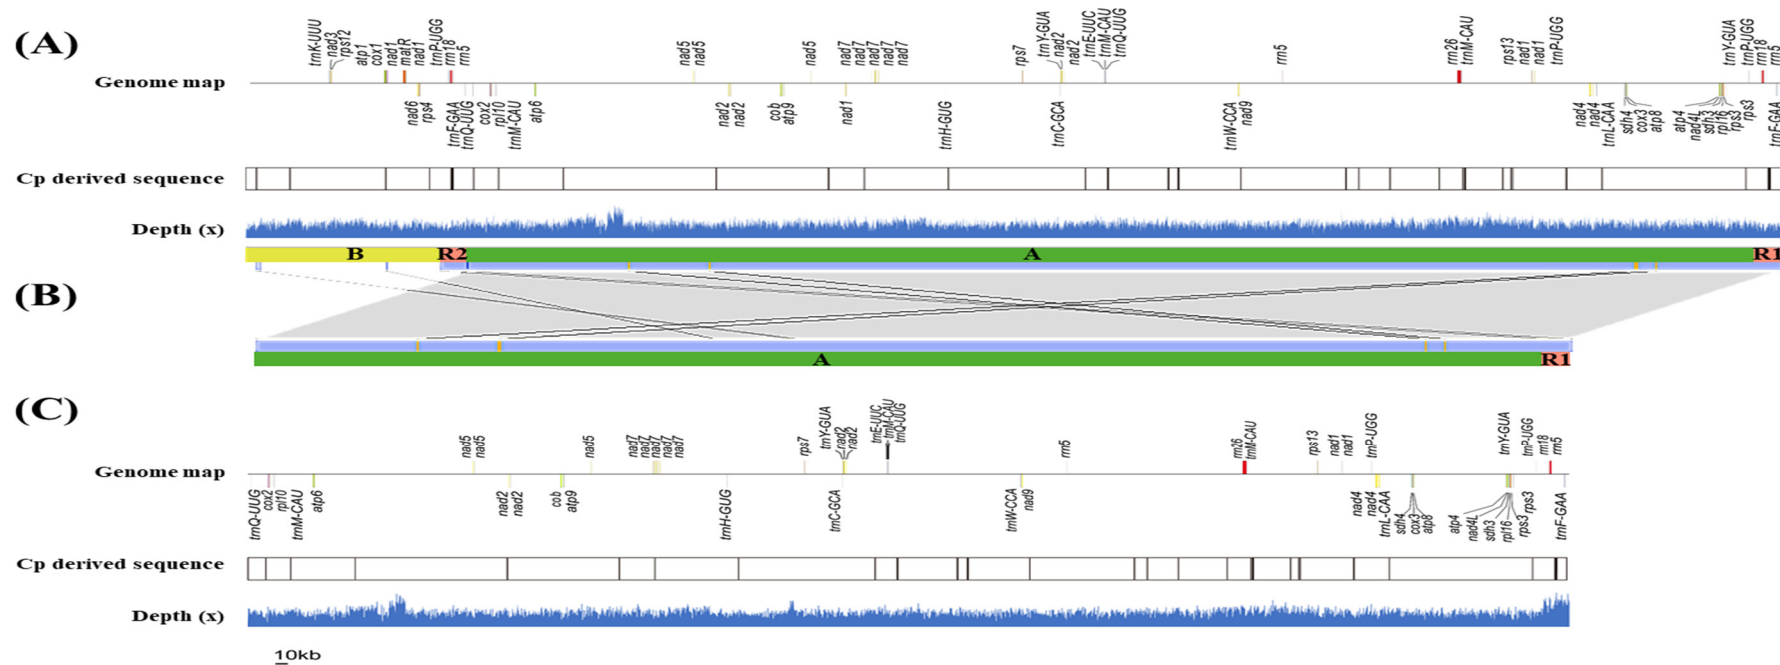 (A)
trnK-UUU nad3 rps12 atp1 cox1 nad1 matR nad1 trnP-UGG rrn18 rrn5 nad5 nad5 nad5 nad7 nad7 nad7 nad7 nad7 rps7 trnY-GUA nad2 nad2 trnE-UUC trnM-CAU trnQ-UUG rrn5 rrn26 trnM-CAU rps13 nad1 nad1 trnP-UGG trnY-GUA trnP-UGG rrn18 rrn5
Genome map
nad6 rps4 trnF-GAA trnQ-UUG cox2 rpl10 trnM-CAU atp6 nad2 nad2 cob atp9 nad1 trnH-GUG trnC-GCA trnW-CCA nad9 nad4 nad4 trnL-CAA sdh4 cox3 atp8 atp4 nad4L sdh3 rpl16 rps3 rps3 trnF-GAA
Cp derived sequence
Depth (x)
B R2 A R1
(B)
A R1
(C)
nad5 nad5 nad5 nad7 nad7 nad7 nad7 nad7 rps7 trnY-GUA nad2 nad2 trnE-UUC trnM-CAU trnQ-UUG rrn5 rrn26 trnM-CAU rps13 nad1 nad1 trnP-UGG trnY-GUA trnP-UGG rrn18 rrn5
Genome map
trnQ-UUG cox2 rpl10 trnM-CAU atp6 nad2 nad2 cob atp9 trnH-GUG trnC-GCA trnW-CCA nad9 nad4 nad4 trnL-CAA sdh4 cox3 atp8 atp4 nad4L sdh3 rpl16 rps3 rps3 trnF-GAA
Cp derived sequence
Depth (x)
10kb